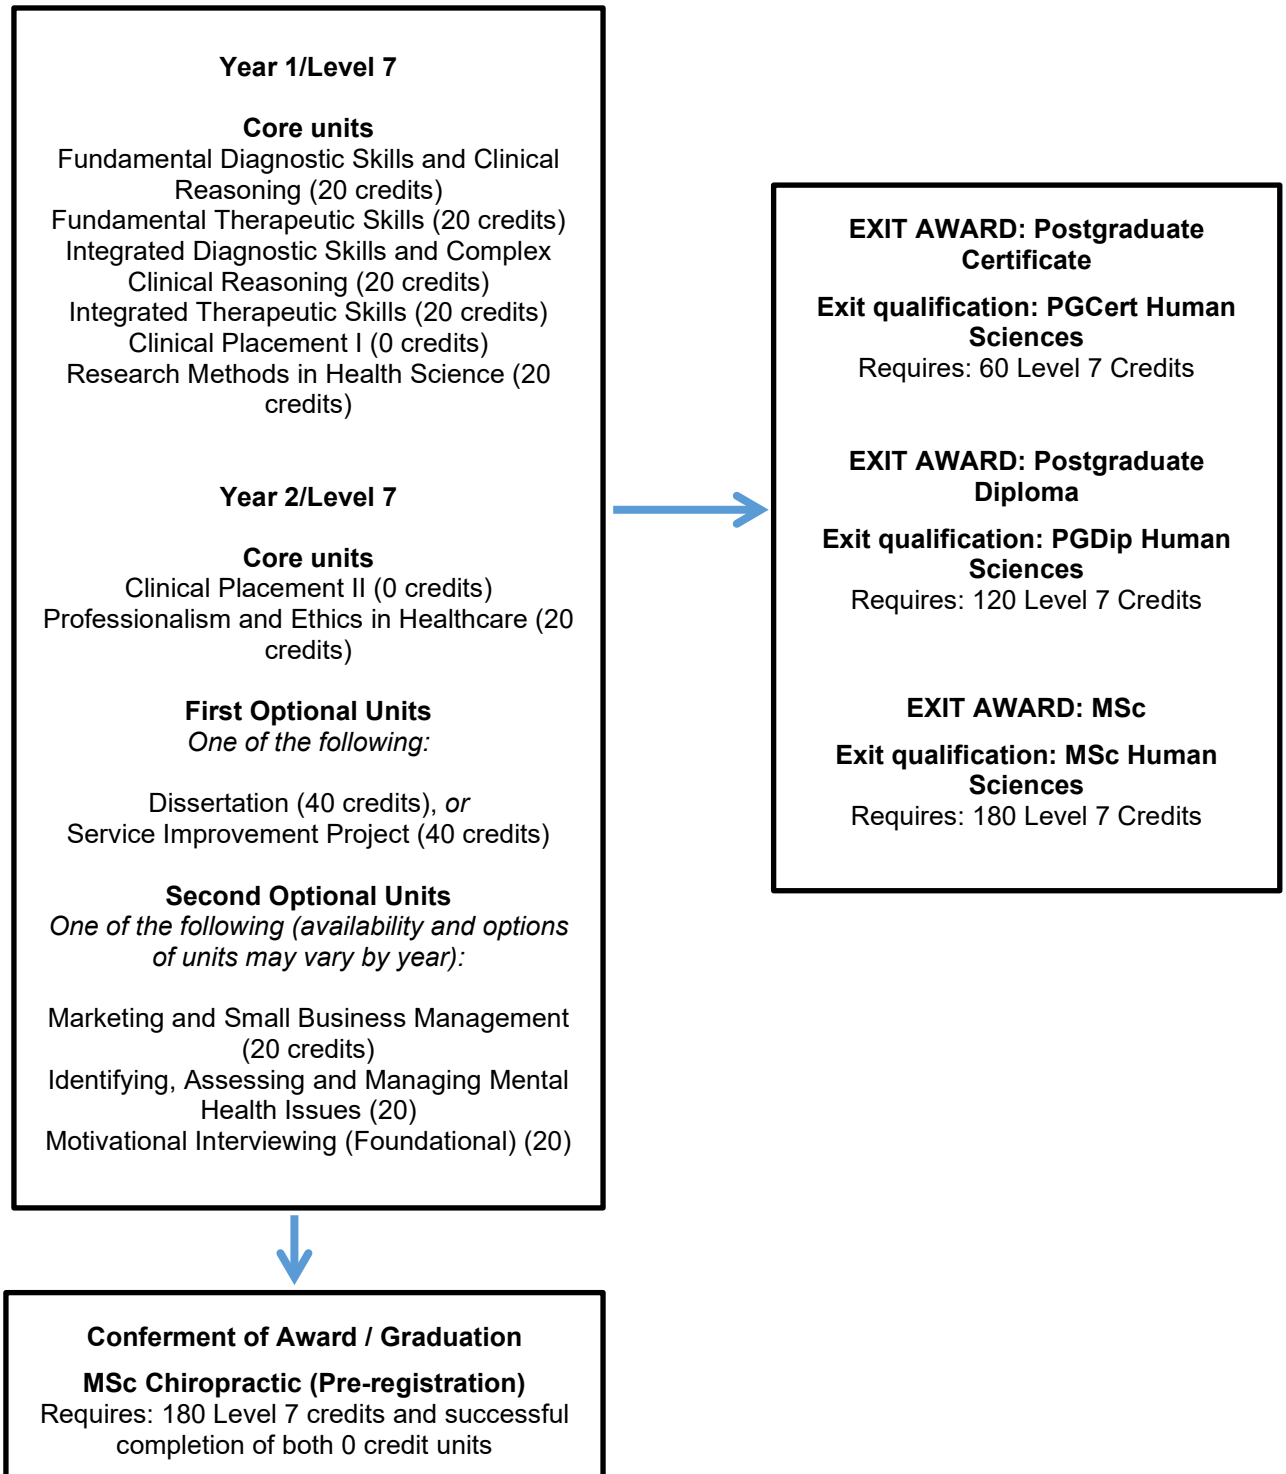 Year 1/Level 7
Core units
Fundamental Diagnostic Skills and Clinical
Reasoning (20 credits)
Fundamental Therapeutic Skills (20 credits)
Integrated Diagnostic Skills and Complex
Clinical Reasoning (20 credits)
Integrated Therapeutic Skills (20 credits)
Clinical Placement I (0 credits)
Research Methods in Health Science (20
credits)
Year 2/Level 7
Core units
Clinical Placement II (0 credits)
Professionalism and Ethics in Healthcare (20
credits)
First Optional Units
One of the following:
Dissertation (40 credits), or
Service Improvement Project (40 credits)
Second Optional Units
One of the following (availability and options
of units may vary by year):
Marketing and Small Business Management
(20 credits)
Identifying, Assessing and Managing Mental
Health Issues (20)
Motivational Interviewing (Foundational) (20)
EXIT AWARD: Postgraduate
Certificate
Exit qualification: PGCert Human
Sciences
Requires: 60 Level 7 Credits
EXIT AWARD: Postgraduate
Diploma
Exit qualification: PGDip Human
Sciences
Requires: 120 Level 7 Credits
EXIT AWARD: MSc
Exit qualification: MSc Human
Sciences
Requires: 180 Level 7 Credits
Conferment of Award / Graduation
MSc Chiropractic (Pre-registration)
Requires: 180 Level 7 credits and successful
completion of both 0 credit units